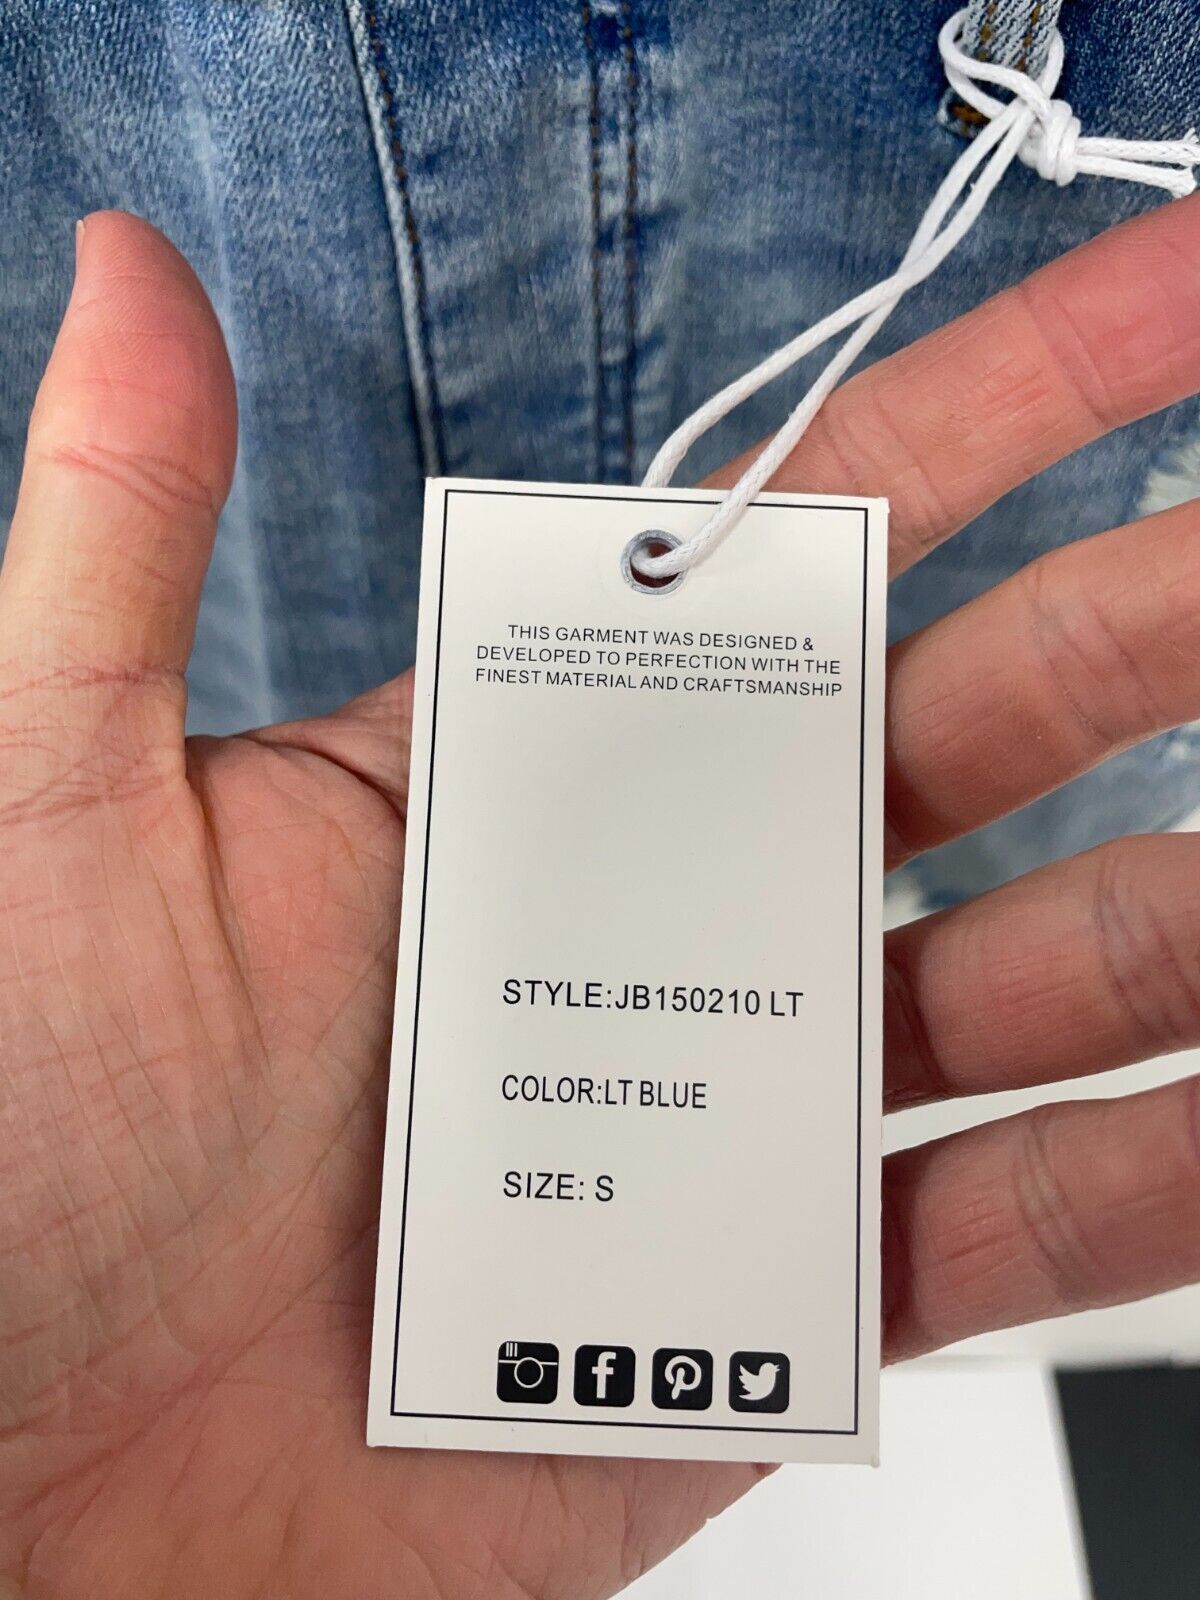 THIS GARMENT WAS DESIGNED &
DEVELOPED TO PERFECTION WITH THE
FINEST MATERIAL AND CRAFTSMANSHIP
STYLE:JB150210 LT
COLOR:LT BLUE
SIZE: S